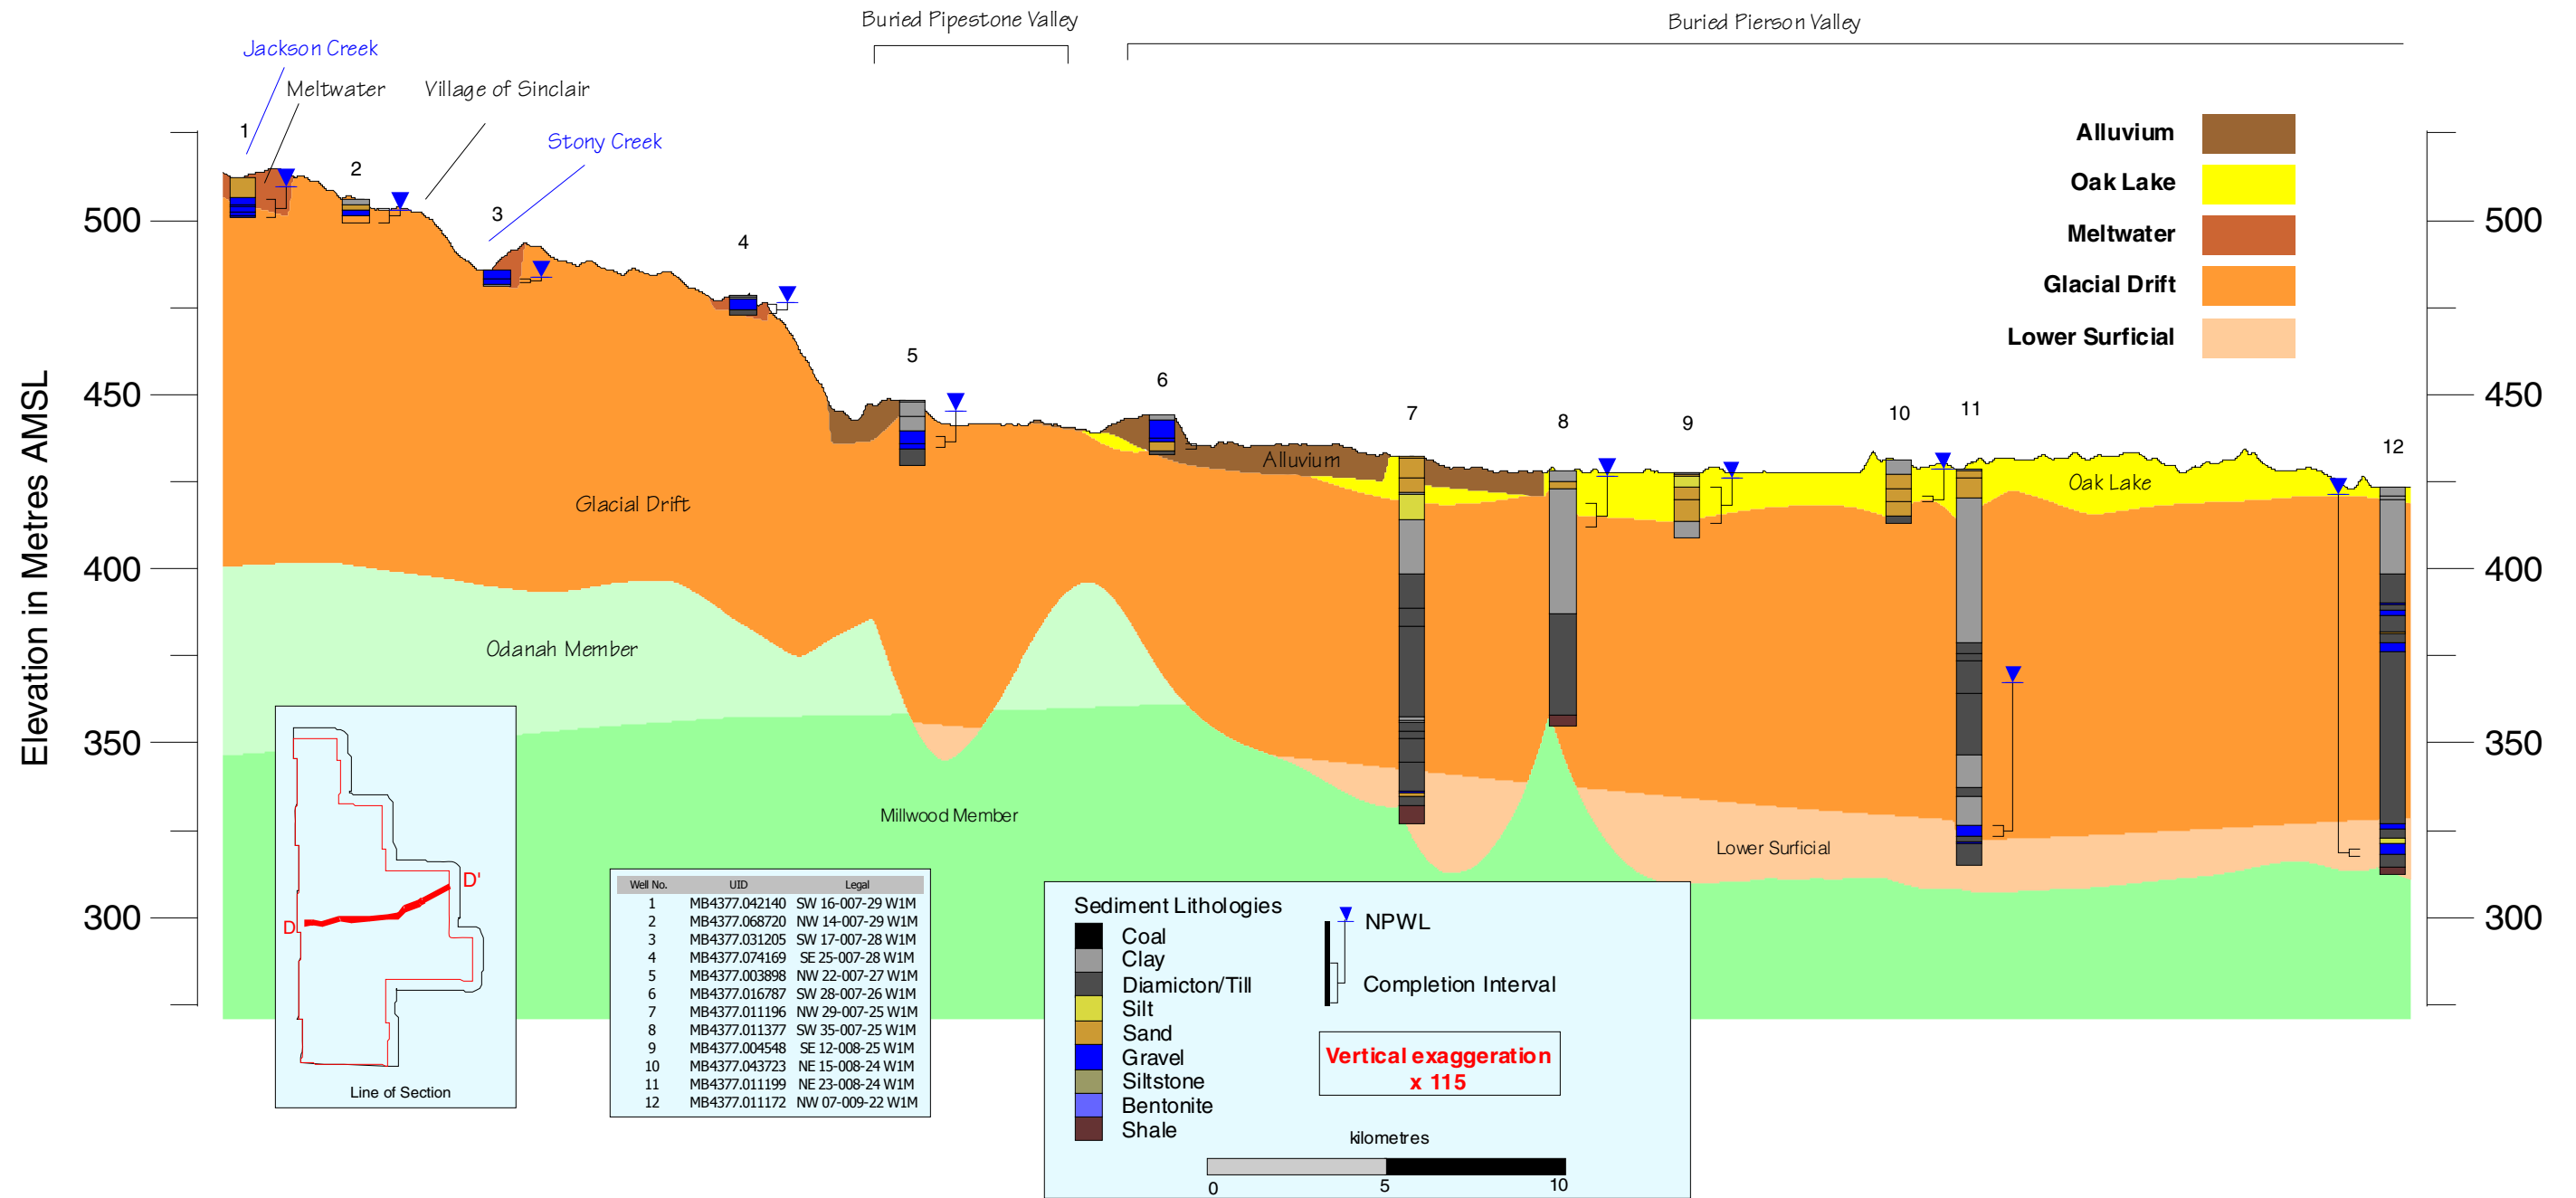 Buried Pipestone Valley
Buried Pierson Valley
Jackson Creek
Meltwater
Village of Sinclair
Stony Creek
1
2
3
4
5
6
7
8
9
10
11
12
Alluvium
Oak Lake
Meltwater
Glacial Drift
Lower Surficial
Elevation in Metres AMSL
500
450
400
350
300
500
450
400
350
300
Alluvium
Oak Lake
Glacial Drift
Odanah Member
Millwood Member
Lower Surficial
D
D'
Line of Section
Well No. UID Legal
1 MB4377.042140 SW 16-007-29 W1M
2 MB4377.068720 NW 14-007-29 W1M
3 MB4377.031205 SW 17-007-28 W1M
4 MB4377.074169 SE 25-007-28 W1M
5 MB4377.003898 NW 22-007-27 W1M
6 MB4377.016787 SW 28-007-26 W1M
7 MB4377.011196 NW 29-007-25 W1M
8 MB4377.011377 SW 35-007-25 W1M
9 MB4377.004548 SE 12-008-25 W1M
10 MB4377.043723 NE 15-008-24 W1M
11 MB4377.011199 NE 23-008-24 W1M
12 MB4377.011172 NW 07-009-22 W1M
Sediment Lithologies
Coal
Clay
Diamicton/Till
Silt
Sand
Gravel
Siltstone
Bentonite
Shale
NPWL
Completion Interval
Vertical exaggeration
x 115
kilometres
0 5 10